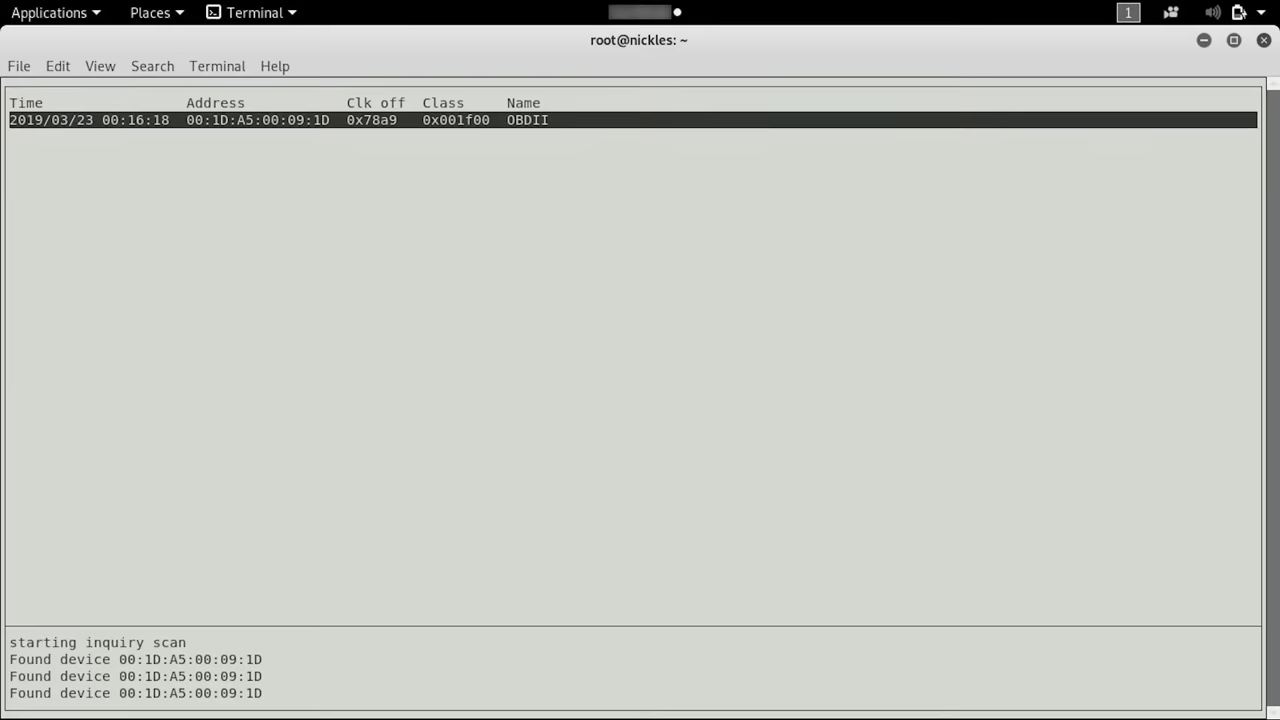 Applications Places Terminal 1
root@nickles: ~
File Edit View Search Terminal Help
Time Address Clk off Class Name
2019/03/23 00:16:18 00:1D:A5:00:09:1D 0x78a9 0x001f00 OBDII
starting inquiry scan
Found device 00:1D:A5:00:09:1D
Found device 00:1D:A5:00:09:1D
Found device 00:1D:A5:00:09:1D